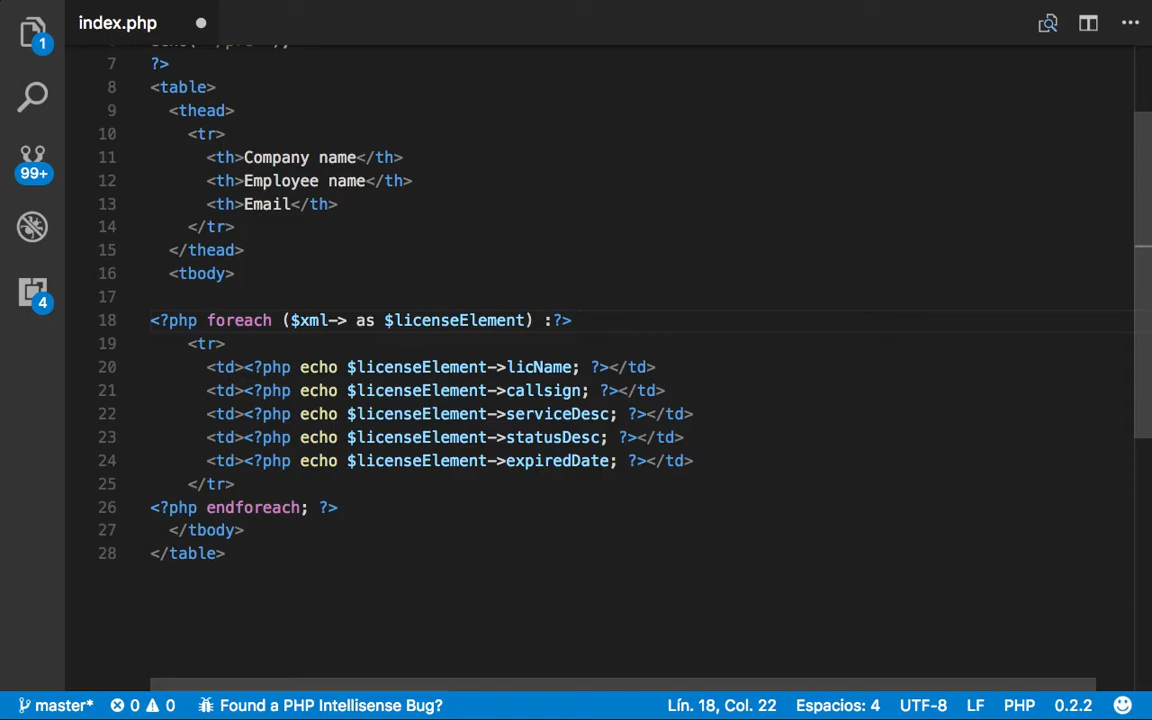 index.php
1
99+
4
7 ?>
8 <table>
9 <thead>
10 <tr>
11 <th>Company name</th>
12 <th>Employee name</th>
13 <th>Email</th>
14 </tr>
15 </thead>
16 <tbody>
17
18 <?php foreach ($xml-> as $licenseElement) :?>
19 <tr>
20 <td><?php echo $licenseElement->licName; ?></td>
21 <td><?php echo $licenseElement->callsign; ?></td>
22 <td><?php echo $licenseElement->serviceDesc; ?></td>
23 <td><?php echo $licenseElement->statusDesc; ?></td>
24 <td><?php echo $licenseElement->expiredDate; ?></td>
25 </tr>
26 <?php endforeach; ?>
27 </tbody>
28 </table>
master* 0 0 Found a PHP Intellisense Bug? Lín. 18, Col. 22 Espacios: 4 UTF-8 LF PHP 0.2.2